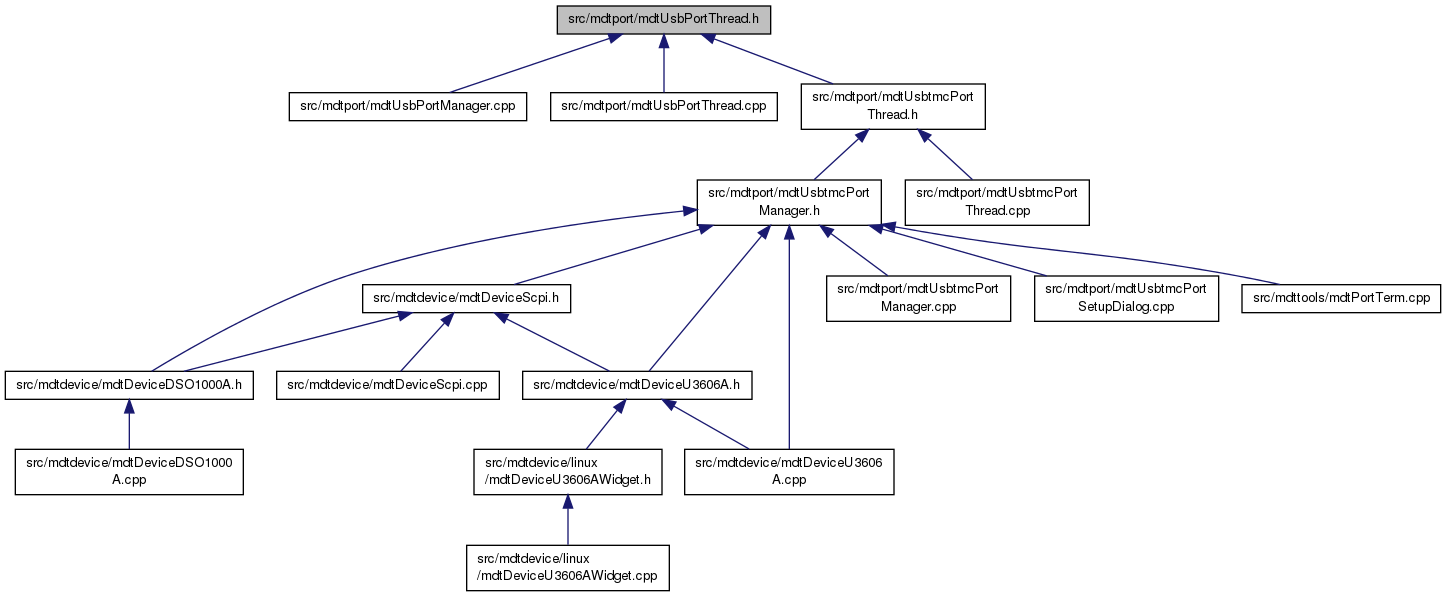 src/mdtport/mdtUsbPortThread.h
src/mdtport/mdtUsbPortManager.cpp
src/mdtport/mdtUsbPortThread.cpp
src/mdtport/mdtUsbtmcPort
Thread.h
src/mdtport/mdtUsbtmcPort
Manager.h
src/mdtport/mdtUsbtmcPort
Thread.cpp
src/mdtdevice/mdtDeviceScpi.h
src/mdtport/mdtUsbtmcPort
Manager.cpp
src/mdtport/mdtUsbtmcPort
SetupDialog.cpp
src/mdttools/mdtPortTerm.cpp
src/mdtdevice/mdtDeviceDSO1000A.h
src/mdtdevice/mdtDeviceScpi.cpp
src/mdtdevice/mdtDeviceU3606A.h
src/mdtdevice/mdtDeviceDSO1000
A.cpp
src/mdtdevice/linux
/mdtDeviceU3606AWidget.h
src/mdtdevice/mdtDeviceU3606
A.cpp
src/mdtdevice/linux
/mdtDeviceU3606AWidget.cpp